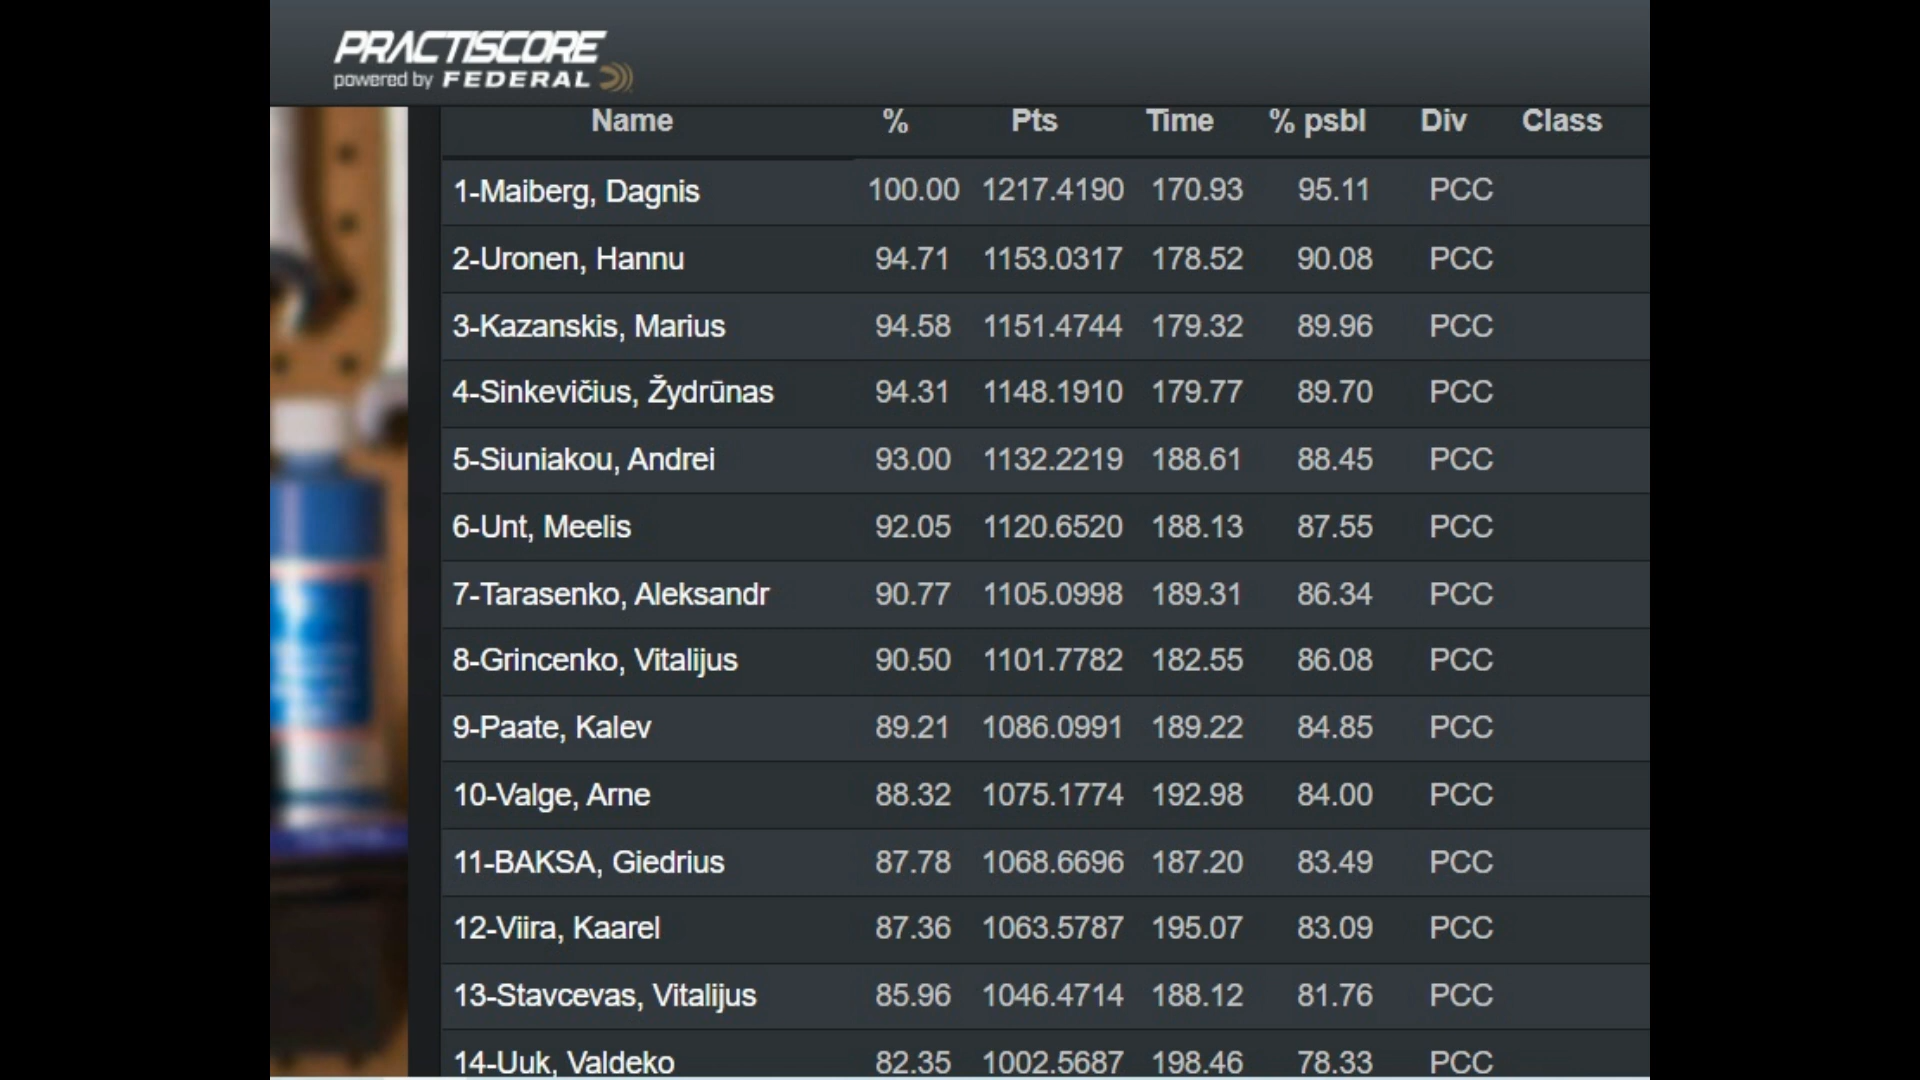 PRACTISCORE
powered by FEDERAL
Name % Pts Time % psbl Div Class
1-Maiberg, Dagnis 100.00 1217.4190 170.93 95.11 PCC
2-Uronen, Hannu 94.71 1153.0317 178.52 90.08 PCC
3-Kazanskis, Marius 94.58 1151.4744 179.32 89.96 PCC
4-Sinkevičius, Žydrūnas 94.31 1148.1910 179.77 89.70 PCC
5-Siuniakou, Andrei 93.00 1132.2219 188.61 88.45 PCC
6-Unt, Meelis 92.05 1120.6520 188.13 87.55 PCC
7-Tarasenko, Aleksandr 90.77 1105.0998 189.31 86.34 PCC
8-Grincenko, Vitalijus 90.50 1101.7782 182.55 86.08 PCC
9-Paate, Kalev 89.21 1086.0991 189.22 84.85 PCC
10-Valge, Arne 88.32 1075.1774 192.98 84.00 PCC
11-BAKSA, Giedrius 87.78 1068.6696 187.20 83.49 PCC
12-Viira, Kaarel 87.36 1063.5787 195.07 83.09 PCC
13-Stavcevas, Vitalijus 85.96 1046.4714 188.12 81.76 PCC
14-Uuk, Valdeko 82.35 1002.5687 198.46 78.33 PCC